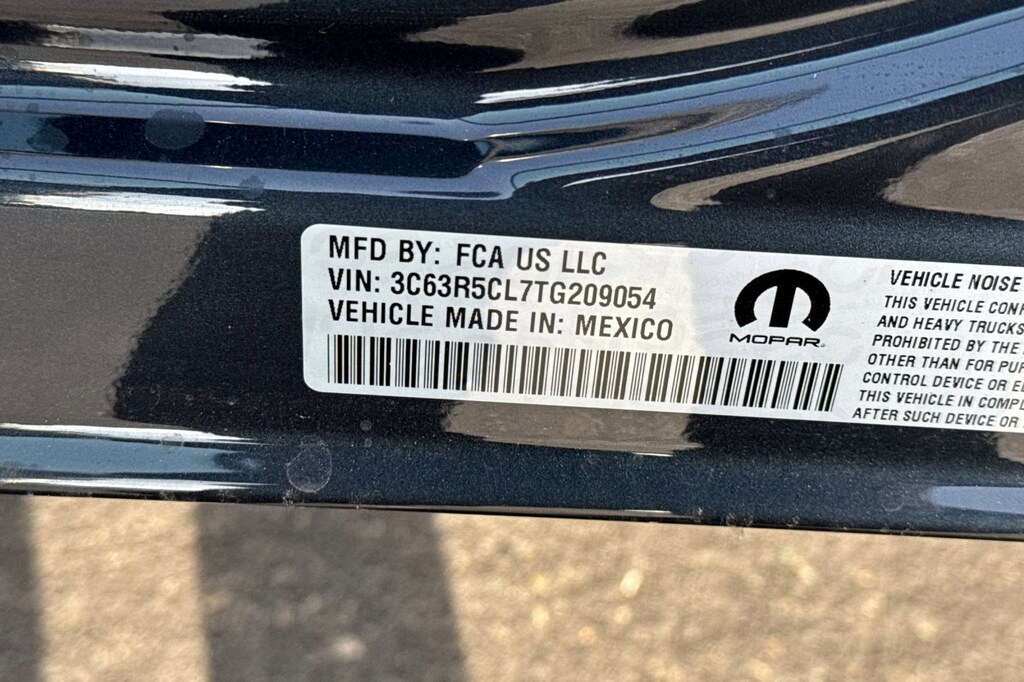 MFD BY: FCA US LLC
VIN: 3C63R5CL7TG209054
VEHICLE MADE IN: MEXICO
MOPAR
VEHICLE NOISE
THIS VEHICLE
AND HEAVY TRUCKS
PROHIBITED BY THE
OTHER THAN FOR
CONTROL DEVICE OR
THIS VEHICLE IN
AFTER SUCH DEVICE OR